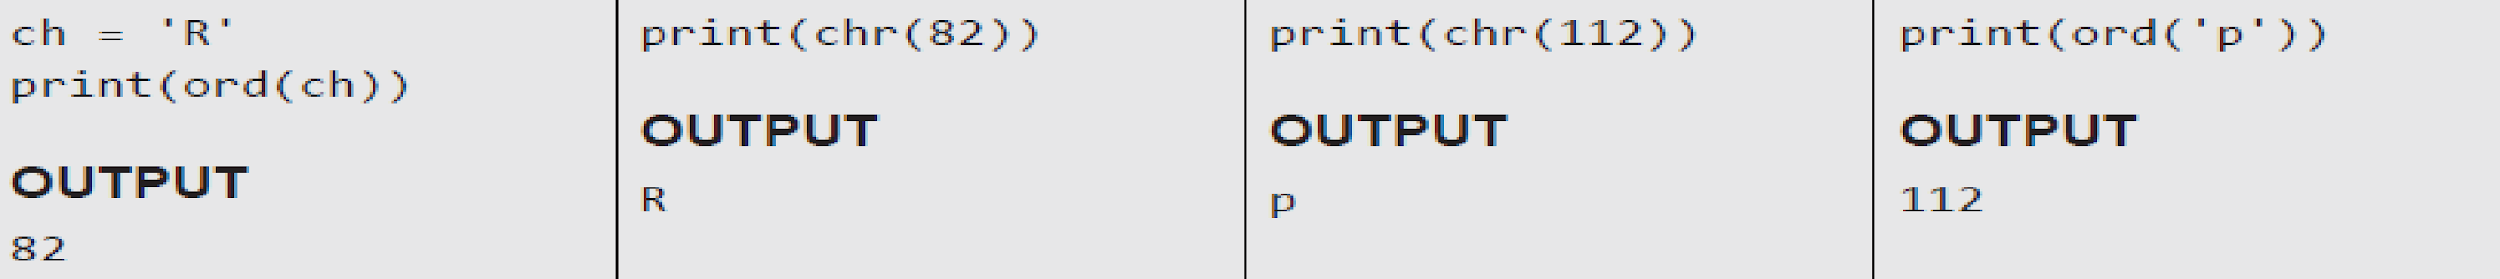 ch = 'R'
print(ord(ch))
OUTPUT
82
print(chr(82))
OUTPUT
R
print(chr(112))
OUTPUT
p
print(ord('p'))
OUTPUT
112